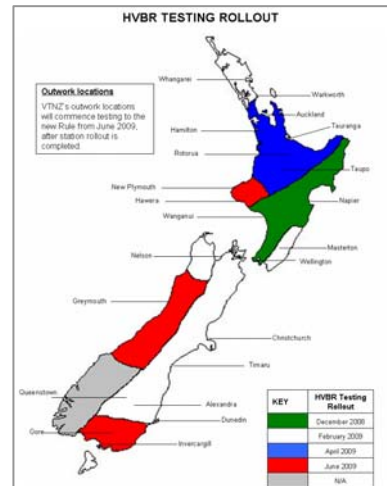 HVBR TESTING ROLLOUT
Outwork locations
VTNZ's outwork locations
will commence testing to the
new Rule from June 2009,
after station rollout is
completed.
Whangarei
Warkworth
Auckland
Hamilton
Tauranga
Rotorua
Taupo
New Plymouth
Hawera
Napier
Wanganui
Masterton
Nelson
Wellington
Greymouth
Christchurch
Timaru
Queenstown
Alexandra
Dunedin
Gore
Invercargill
KEY
HVBR Testing
Rollout
December 2008
February 2009
April 2009
June 2009
N/A